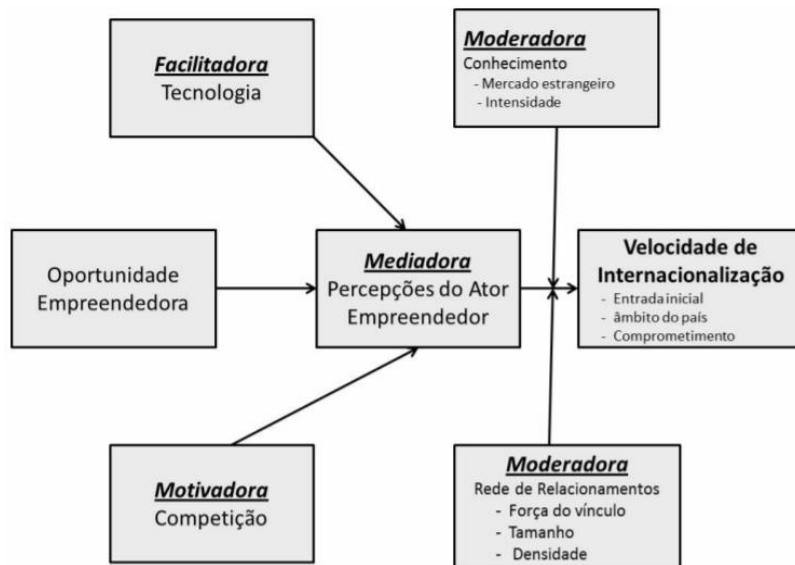 Facilitadora
Tecnologia
Moderadora
Conhecimento
- Mercado estrangeiro
- Intensidade
Oportunidade
Empreendedora
Mediadora
Percepções do Ator
Empreendedor
Velocidade de
Internacionalização
- Entrada inicial
- âmbito do país
- Comprometimento
Motivadora
Competição
Moderadora
Rede de Relacionamentos
- Força do vínculo
- Tamanho
- Densidade